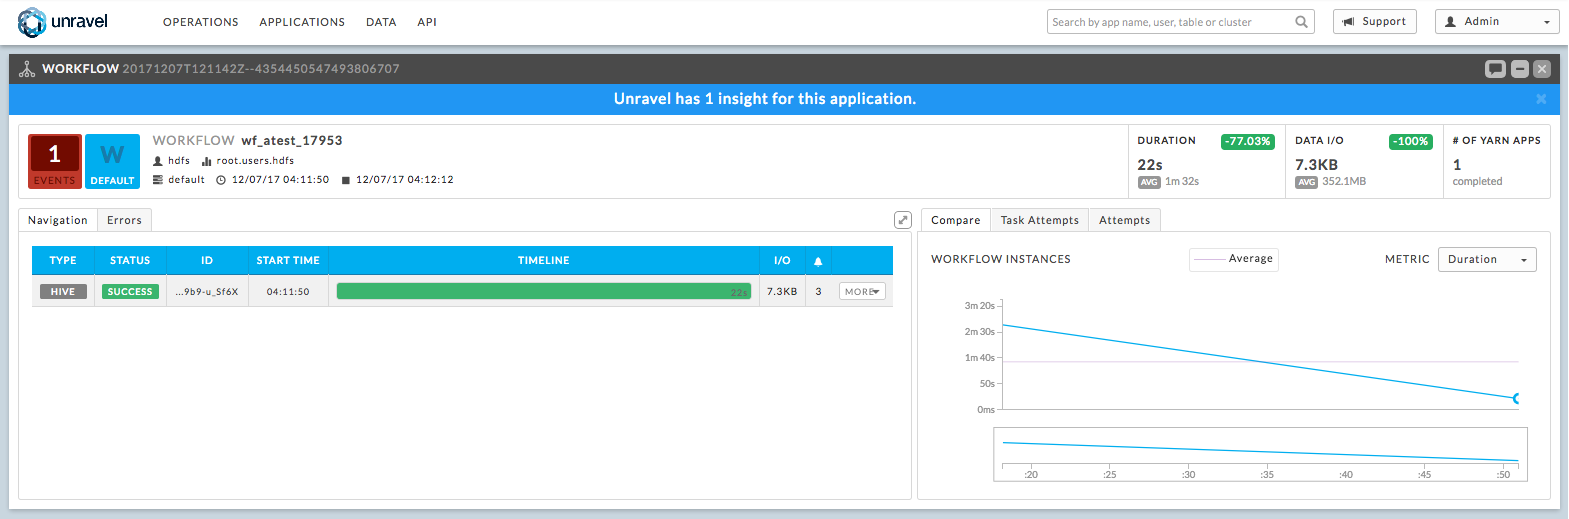 unravel OPERATIONS APPLICATIONS DATA API Search by app name, user, table or cluster Support Admin
WORKFLOW 20171207T121142Z--4354450547493806707
Unravel has 1 insight for this application.
1 EVENTS
W DEFAULT
WORKFLOW wf_atest_17953
hdfs root.users.hdfs
default 12/07/17 04:11:50 12/07/17 04:12:12
DURATION -77.03%
22s
AVG 1m 32s
DATA I/O -100%
7.3KB
AVG 352.1MB
# OF YARN APPS
1
completed
Navigation Errors
TYPE STATUS ID START TIME TIMELINE I/O
HIVE SUCCESS ...9b9-u_Sf6X 04:11:50 22s 7.3KB 3 MORE
Compare Task Attempts Attempts
WORKFLOW INSTANCES Average METRIC Duration
3m 20s
2m 30s
1m 40s
50s
0ms
:20 :25 :30 :35 :40 :45 :50